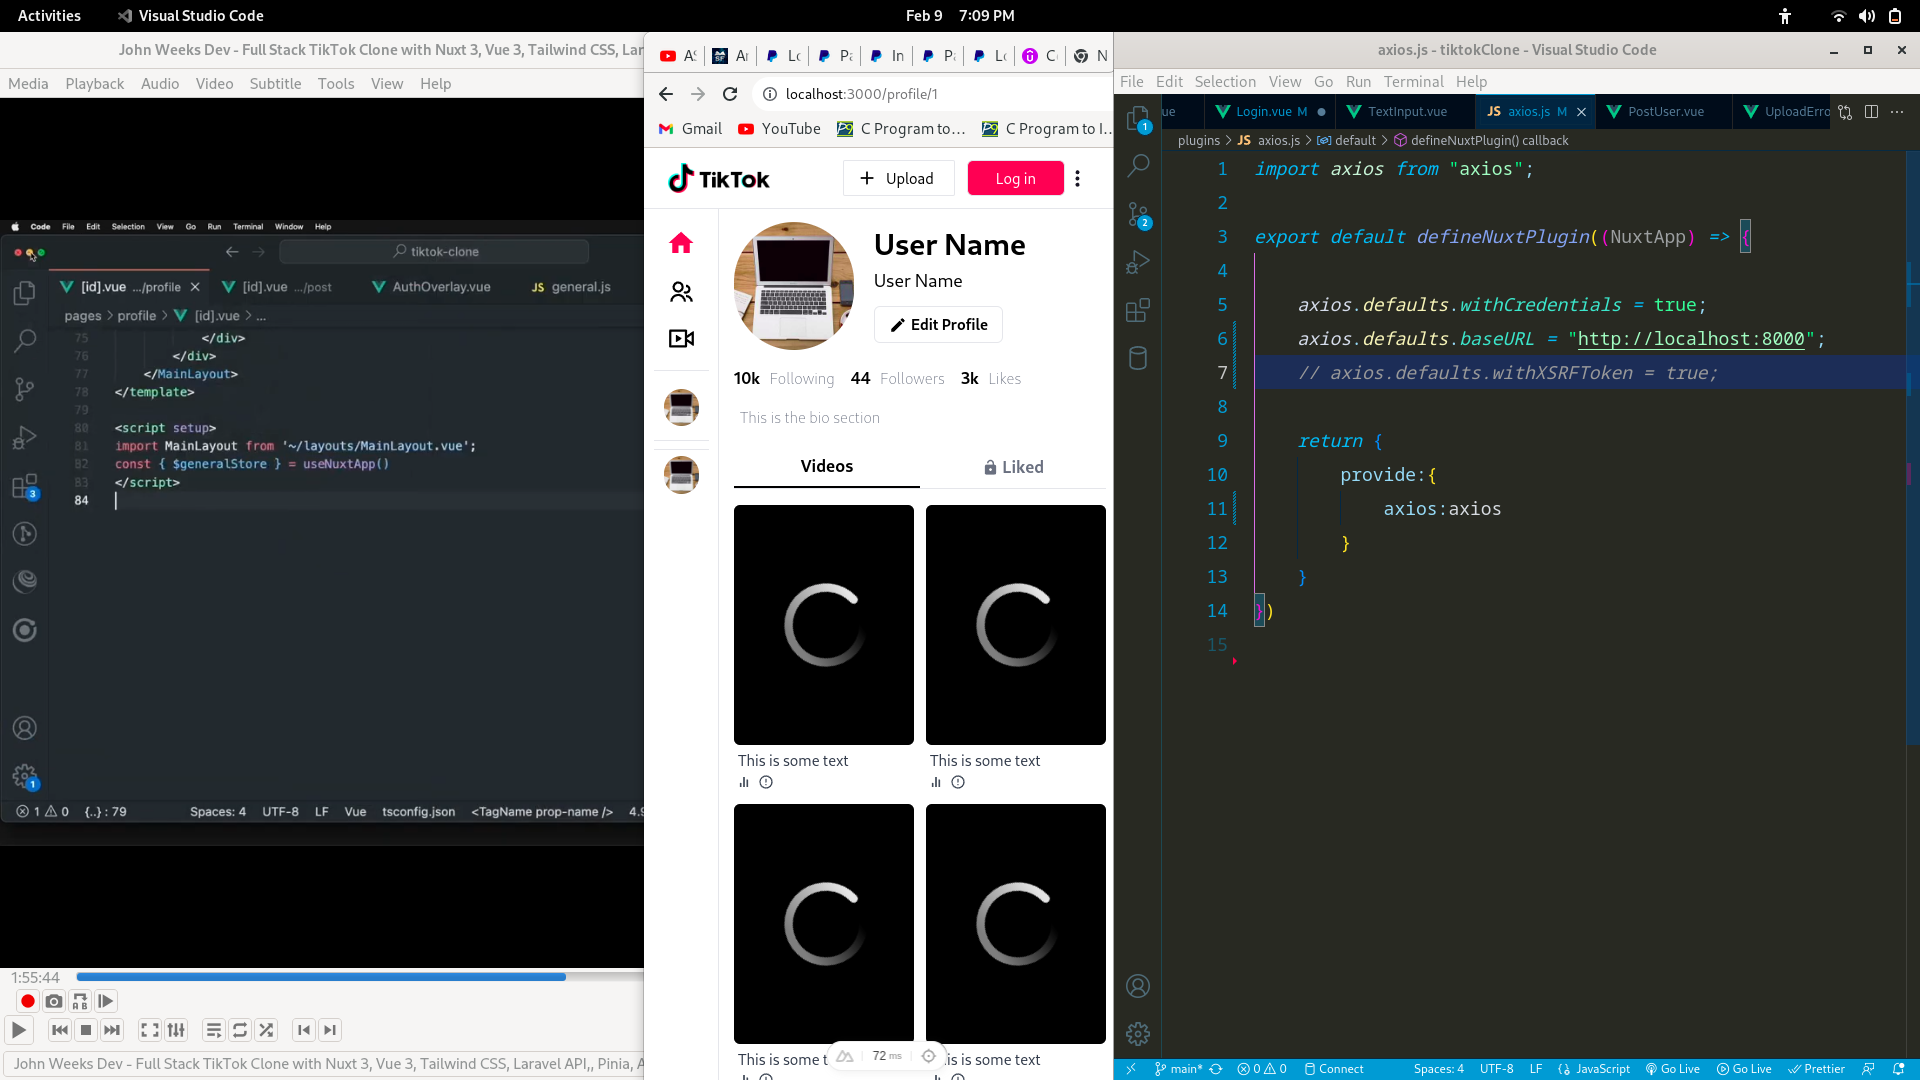 Activities
Visual Studio Code
Feb 9 7:09 PM
John Weeks Dev - Full Stack TikTok Clone with Nuxt 3, Vue 3, Tailwind CSS, Lar
Media Playback Audio Video Subtitle Tools View Help
Code File Edit Selection View Go Run Terminal Window Help
tiktok-clone
[id].vue .../profile
[id].vue .../post
AuthOverlay.vue
JS general.js
pages > profile > [id].vue > ...
75 </div>
76 </div>
77 </MainLayout>
78 </template>
79
80 <script setup>
81 import MainLayout from '~/layouts/MainLayout.vue';
82 const { $generalStore } = useNuxtApp()
83 </script>
84
3
1
1 0 {..} : 79 Spaces: 4 UTF-8 LF Vue tsconfig.json <TagName prop-name /> 4.9
1:55:44
John Weeks Dev - Full Stack TikTok Clone with Nuxt 3, Vue 3, Tailwind CSS, Laravel API,, Pinia, A
localhost:3000/profile/1
Gmail
YouTube
C Program to...
C Program to I...
TikTok
+ Upload
Log in
User Name
User Name
Edit Profile
10k Following 44 Followers 3k Likes
This is the bio section
Videos
Liked
This is some text
This is some text
This is some t
is some text
72 ms
axios.js - tiktokClone - Visual Studio Code
File Edit Selection View Go Run Terminal Help
ue
Login.vue M
TextInput.vue
JS axios.js M
PostUser.vue
UploadErro
plugins > JS axios.js > default > defineNuxtPlugin() callback
1
2
1 import axios from "axios";
2
3 export default defineNuxtPlugin((NuxtApp) => {
4
5 axios.defaults.withCredentials = true;
6 axios.defaults.baseURL = "http://localhost:8000";
7 // axios.defaults.withXSRFToken = true;
8
9 return {
10 provide:{
11 axios:axios
12 }
13 }
14 })
15
main* 0 0 Connect Spaces: 4 UTF-8 LF JavaScript Go Live Go Live Prettier